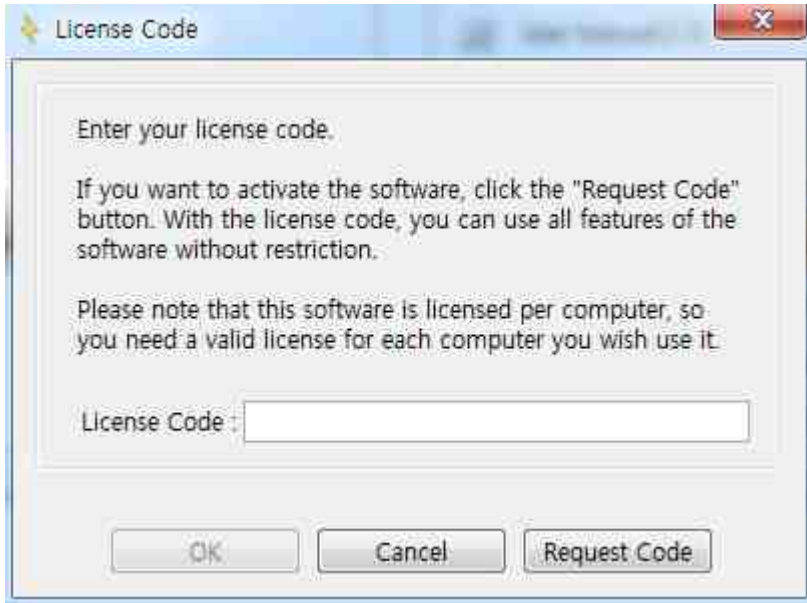 License Code
Enter your license code.
If you want to activate the software, click the "Request Code"
button. With the license code, you can use all features of the
software without restriction.
Please note that this software is licensed per computer, so
you need a valid license for each computer you wish use it.
License Code :
OK
Cancel
Request Code